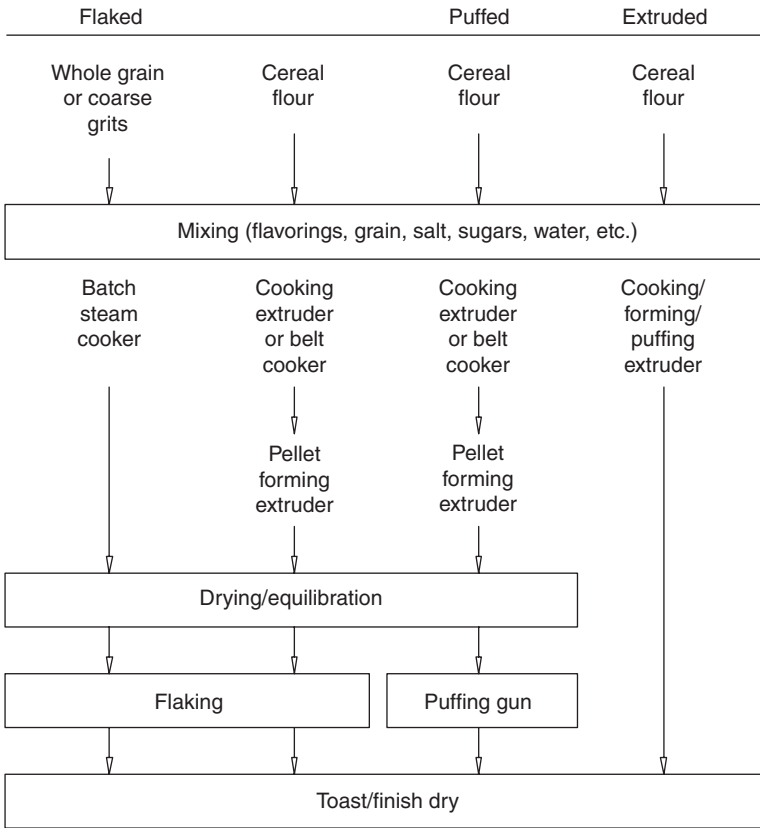 Flaked
Puffed
Extruded
Whole grain
or coarse
grits
Cereal
flour
Cereal
flour
Cereal
flour
Mixing (flavorings, grain, salt, sugars, water, etc.)
Batch
steam
cooker
Cooking
extruder
or belt
cooker
Cooking
extruder
or belt
cooker
Cooking/
forming/
puffing
extruder
Pellet
forming
extruder
Pellet
forming
extruder
Drying/equilibration
Flaking
Puffing gun
Toast/finish dry